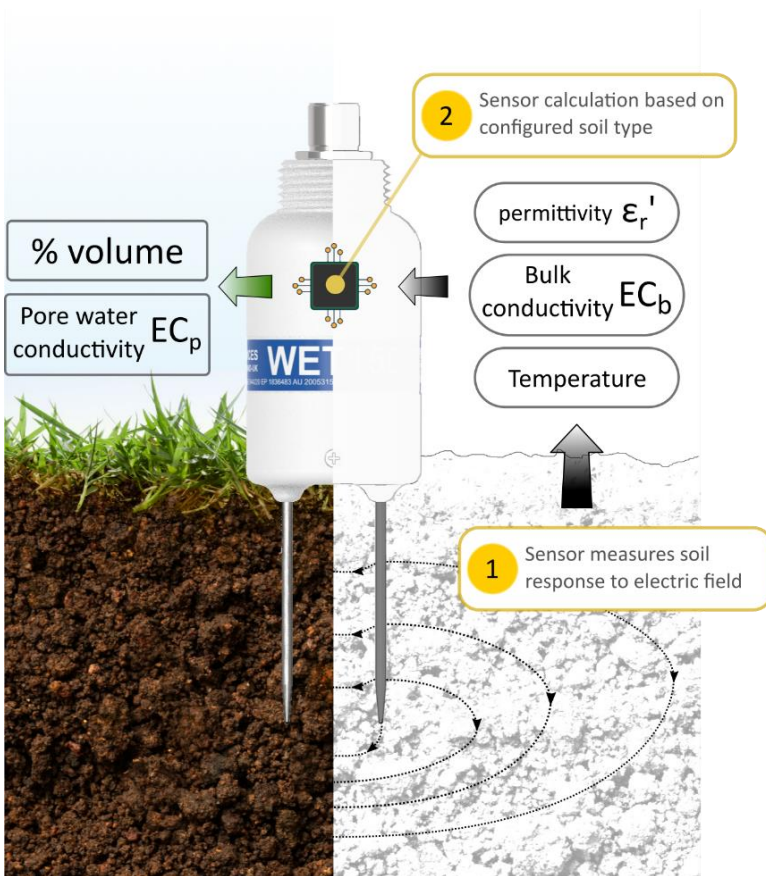 2
Sensor calculation based on
configured soil type
permittivity εr'
% volume
Bulk
conductivity ECb
Pore water
conductivity ECp
Temperature
WET
1
Sensor measures soil
response to electric field